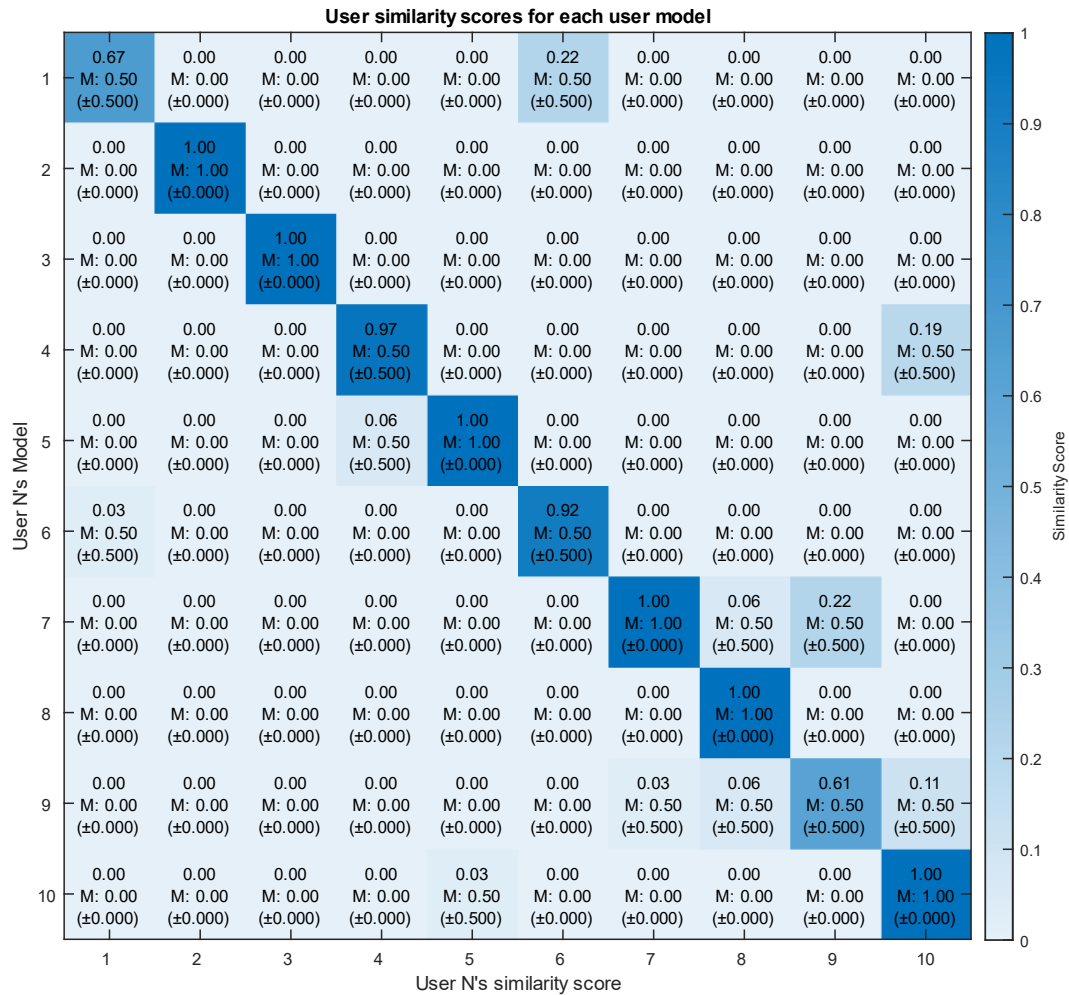 User similarity scores for each user model
0.67 0.00 0.00 0.00 0.00 0.22 0.00 0.00 0.00 0.00 1
1 M: 0.50 M: 0.00 M: 0.00 M: 0.00 M: 0.00 M: 0.50 M: 0.00 M: 0.00 M: 0.00 M: 0.00
(±0.500) (±0.000) (±0.000) (±0.000) (±0.000) (±0.500) (±0.000) (±0.000) (±0.000) (±0.000)
0.9
0.00 1.00 0.00 0.00 0.00 0.00 0.00 0.00 0.00 0.00
2 M: 0.00 M: 1.00 M: 0.00 M: 0.00 M: 0.00 M: 0.00 M: 0.00 M: 0.00 M: 0.00 M: 0.00
(±0.000) (±0.000) (±0.000) (±0.000) (±0.000) (±0.000) (±0.000) (±0.000) (±0.000) (±0.000)
0.8
0.00 0.00 1.00 0.00 0.00 0.00 0.00 0.00 0.00 0.00
3 M: 0.00 M: 0.00 M: 1.00 M: 0.00 M: 0.00 M: 0.00 M: 0.00 M: 0.00 M: 0.00 M: 0.00
(±0.000) (±0.000) (±0.000) (±0.000) (±0.000) (±0.000) (±0.000) (±0.000) (±0.000) (±0.000)
0.7
0.00 0.00 0.00 0.97 0.00 0.00 0.00 0.00 0.00 0.19
4 M: 0.00 M: 0.00 M: 0.00 M: 0.50 M: 0.00 M: 0.00 M: 0.00 M: 0.00 M: 0.00 M: 0.50
(±0.000) (±0.000) (±0.000) (±0.500) (±0.000) (±0.000) (±0.000) (±0.000) (±0.000) (±0.500)
0.6
0.00 0.00 0.00 0.06 1.00 0.00 0.00 0.00 0.00 0.00
5 M: 0.00 M: 0.00 M: 0.00 M: 0.50 M: 1.00 M: 0.00 M: 0.00 M: 0.00 M: 0.00 M: 0.00
(±0.000) (±0.000) (±0.000) (±0.500) (±0.000) (±0.000) (±0.000) (±0.000) (±0.000) (±0.000)
User N's Model
Similarity Score
0.5
0.03 0.00 0.00 0.00 0.00 0.92 0.00 0.00 0.00 0.00
6 M: 0.50 M: 0.00 M: 0.00 M: 0.00 M: 0.00 M: 0.50 M: 0.00 M: 0.00 M: 0.00 M: 0.00
(±0.500) (±0.000) (±0.000) (±0.000) (±0.000) (±0.500) (±0.000) (±0.000) (±0.000) (±0.000)
0.4
0.00 0.00 0.00 0.00 0.00 0.00 1.00 0.06 0.22 0.00
7 M: 0.00 M: 0.00 M: 0.00 M: 0.00 M: 0.00 M: 0.00 M: 1.00 M: 0.50 M: 0.50 M: 0.00
(±0.000) (±0.000) (±0.000) (±0.000) (±0.000) (±0.000) (±0.000) (±0.500) (±0.500) (±0.000)
0.3
0.00 0.00 0.00 0.00 0.00 0.00 0.00 1.00 0.00 0.00
8 M: 0.00 M: 0.00 M: 0.00 M: 0.00 M: 0.00 M: 0.00 M: 0.00 M: 1.00 M: 0.00 M: 0.00
(±0.000) (±0.000) (±0.000) (±0.000) (±0.000) (±0.000) (±0.000) (±0.000) (±0.000) (±0.000)
0.2
0.00 0.00 0.00 0.00 0.00 0.00 0.03 0.06 0.61 0.11
9 M: 0.00 M: 0.00 M: 0.00 M: 0.00 M: 0.00 M: 0.00 M: 0.50 M: 0.50 M: 0.50 M: 0.50
(±0.000) (±0.000) (±0.000) (±0.000) (±0.000) (±0.000) (±0.500) (±0.500) (±0.500) (±0.500)
0.1
0.00 0.00 0.00 0.00 0.03 0.00 0.00 0.00 0.00 1.00
10 M: 0.00 M: 0.00 M: 0.00 M: 0.00 M: 0.50 M: 0.00 M: 0.00 M: 0.00 M: 0.00 M: 1.00
(±0.000) (±0.000) (±0.000) (±0.000) (±0.500) (±0.000) (±0.000) (±0.000) (±0.000) (±0.000)
0
1 2 3 4 5 6 7 8 9 10
User N's similarity score